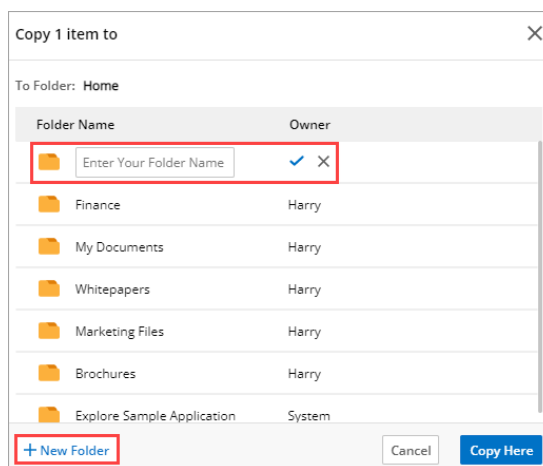 Copy 1 item to
To Folder: Home
Folder Name Owner
Enter Your Folder Name
Finance Harry
My Documents Harry
Whitepapers Harry
Marketing Files Harry
Brochures Harry
Explore Sample Application System
+ New Folder Cancel Copy Here